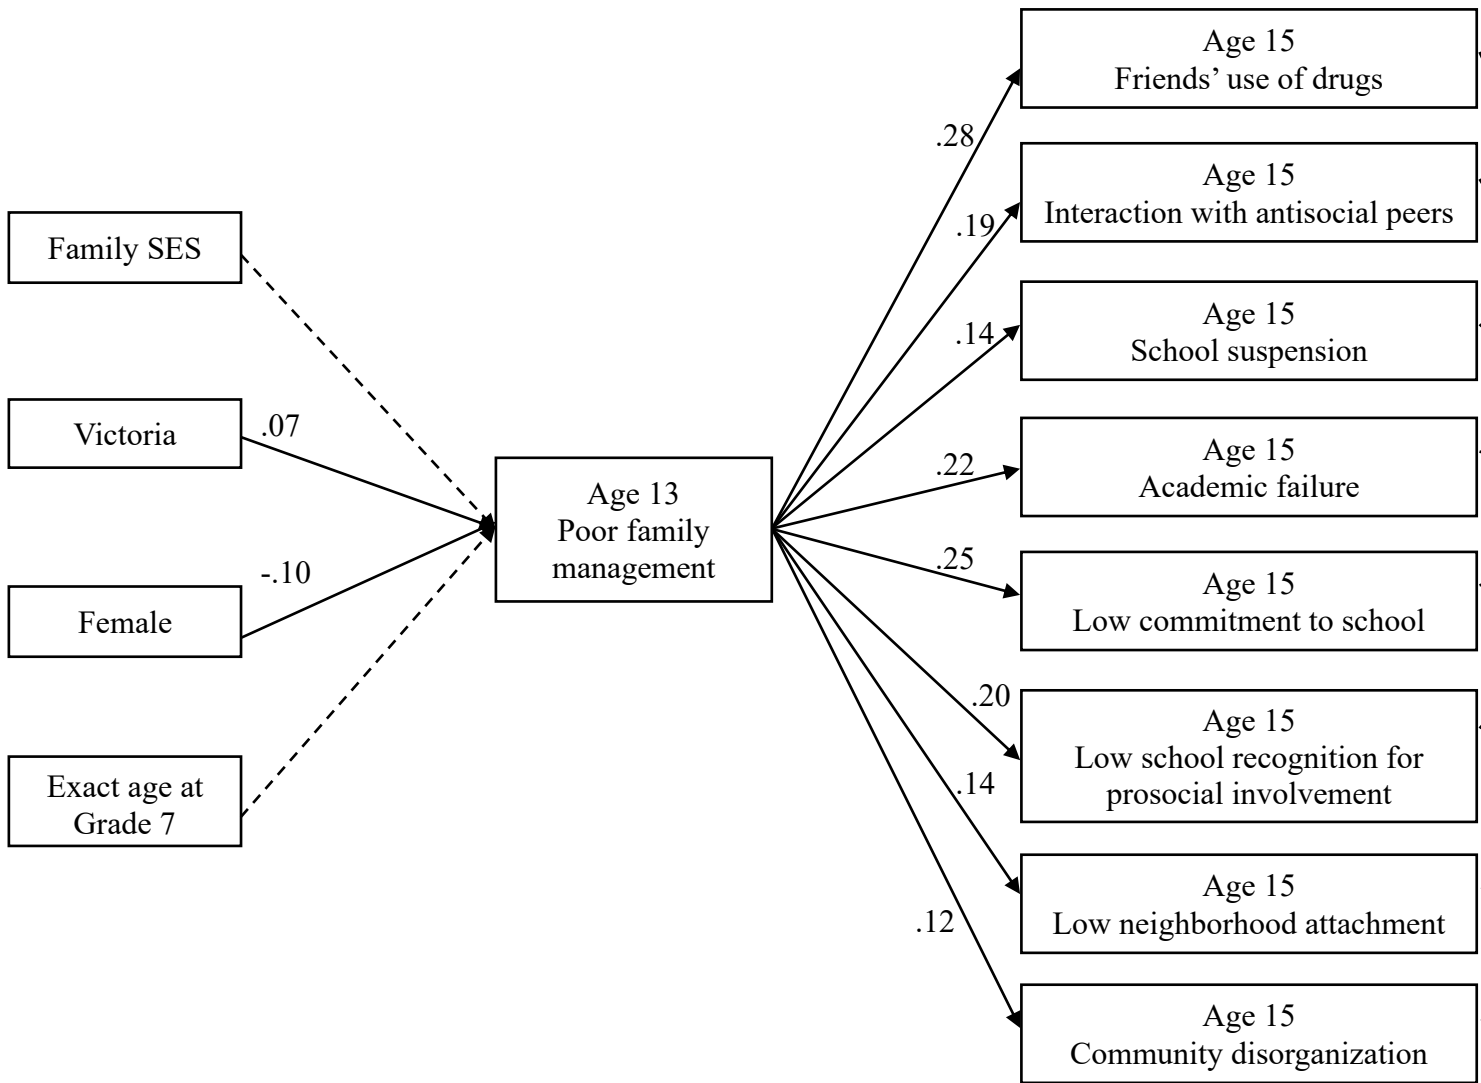 Age 15
Friends’ use of drugs
.28
Age 15
Interaction with antisocial peers
.19
Family SES
Age 15
School suspension
.14
Victoria
.07
Age 13
Poor family
management
Age 15
Academic failure
.22
-.10
Female
.25
Age 15
Low commitment to school
.20
Age 15
Low school recognition for
prosocial involvement
Exact age at
Grade 7
.14
Age 15
Low neighborhood attachment
.12
Age 15
Community disorganization